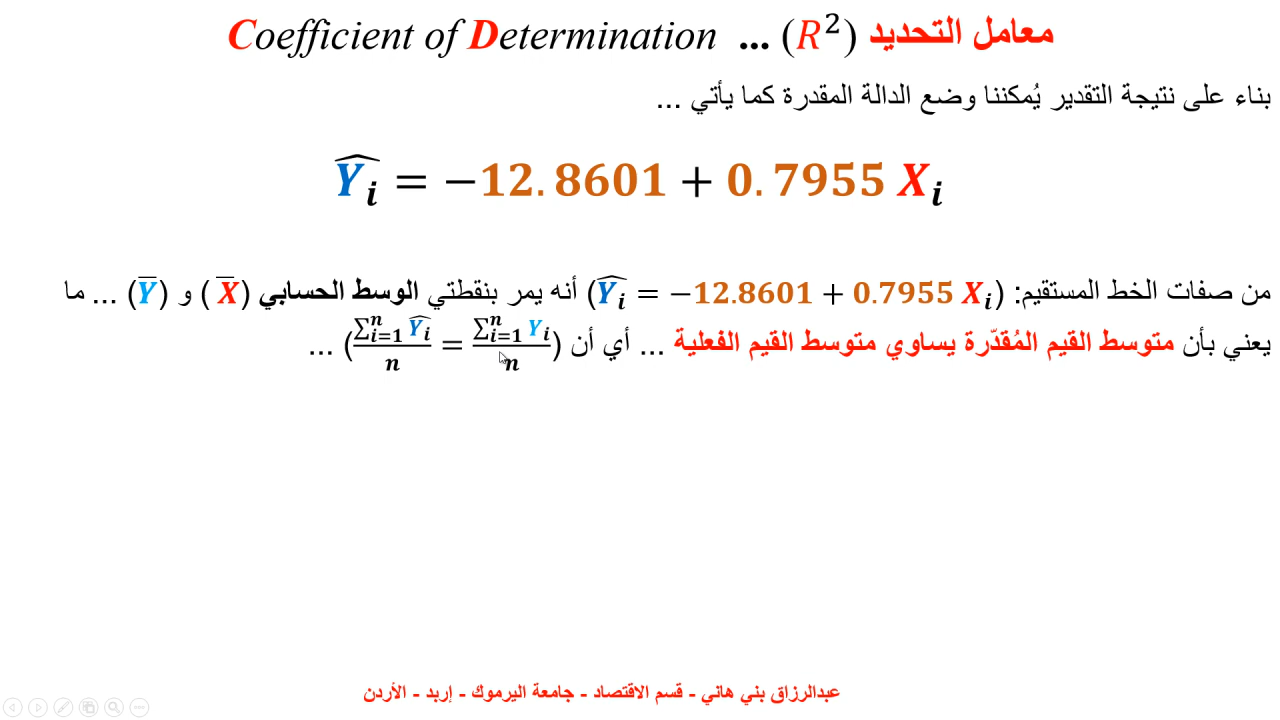 معامل التحديد (R²) ... Coefficient of Determination
بناء على نتيجة التقدير يُمكننا وضع الدالة المقدرة كما يأتي ...
Ŷᵢ = −12.8601 + 0.7955 Xᵢ
من صفات الخط المستقيم: (Ŷᵢ = −12.8601 + 0.7955 Xᵢ) أنه يمر بنقطتي الوسط الحسابي (X̅) و (Y̅) ... ما
يعني بأن متوسط القيم المُقدّرة يساوي متوسط القيم الفعلية ... أي أن (∑ⁿᵢ₌₁ Ŷᵢ / n = ∑ⁿᵢ₌₁ Yᵢ / n) ...
عبدالرزاق بني هاني - قسم الاقتصاد - جامعة اليرموك - إربد - الأردن